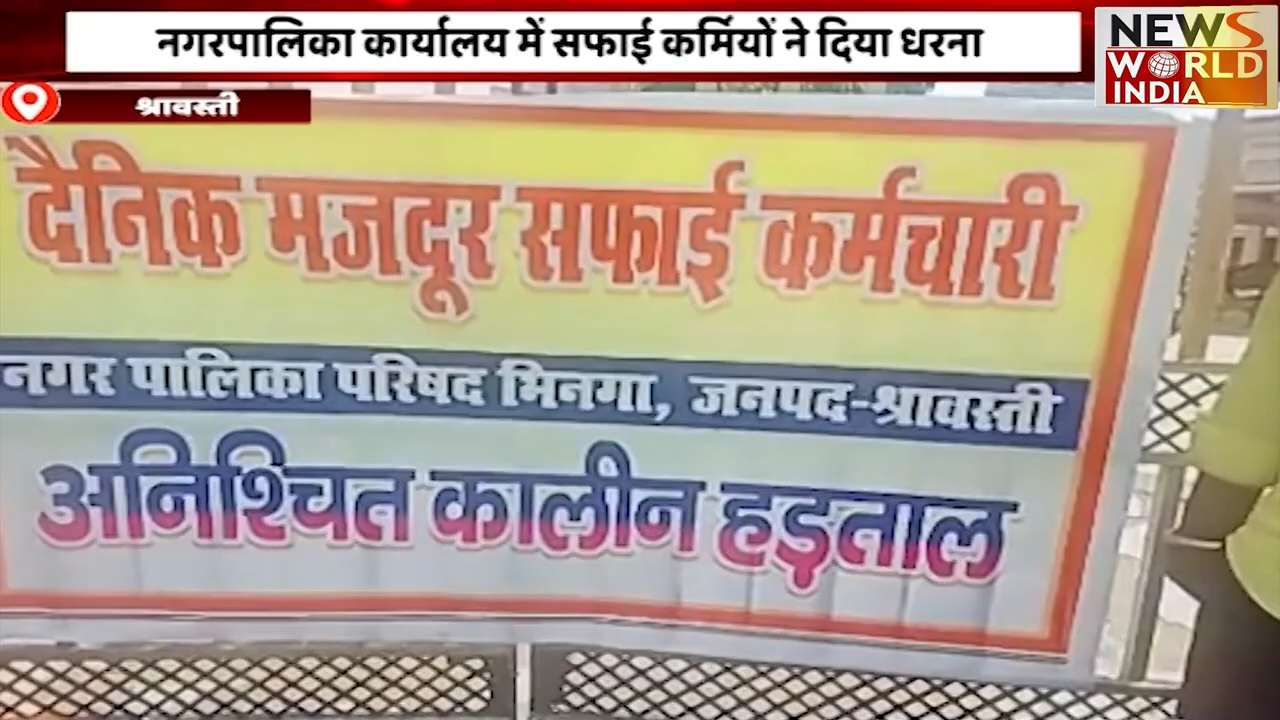 नगरपालिका कार्यालय में सफाई कर्मियों ने दिया धरना
NEWS
WORLD
INDIA
श्रावस्ती
दैनिक मजदूर सफाई कर्मचारी
नगर पालिका परिषद भिनगा, जनपद-श्रावस्ती
अनिश्चित कालीन हड़ताल